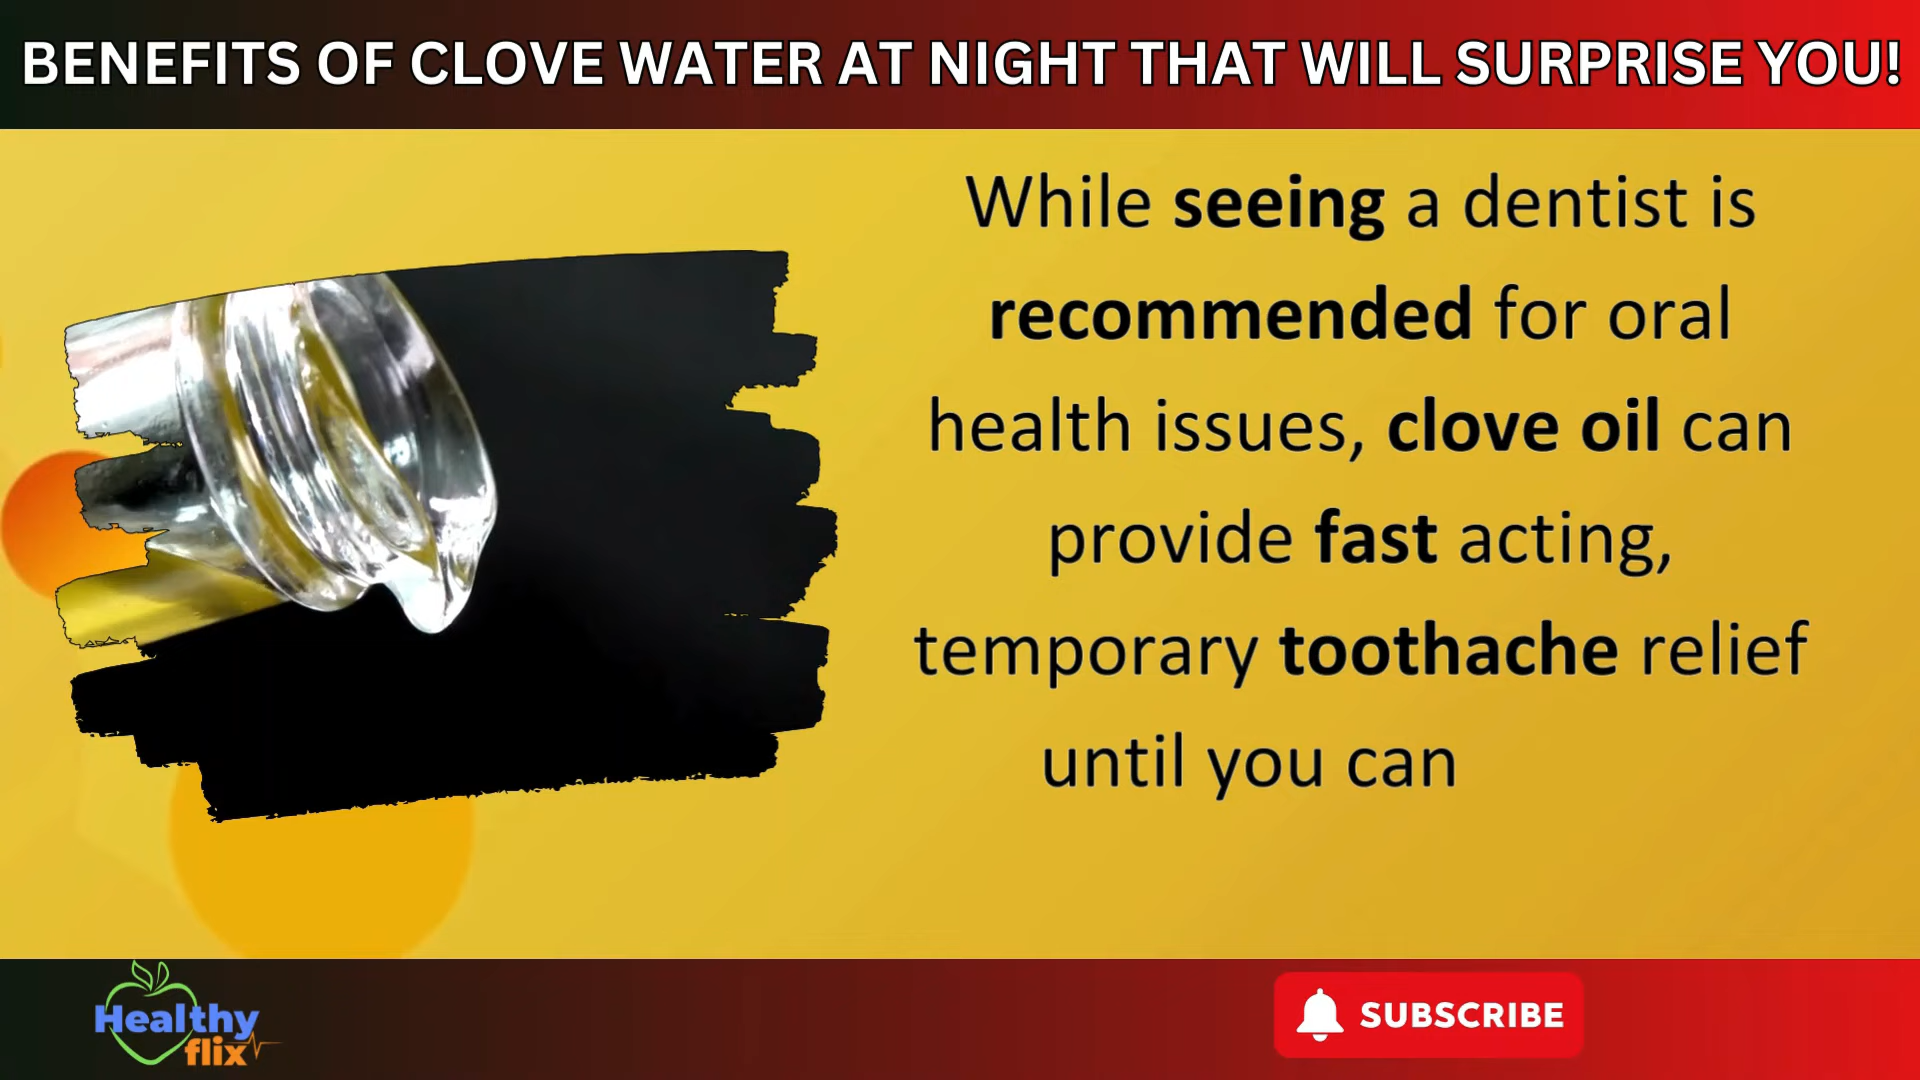 BENEFITS OF CLOVE WATER AT NIGHT THAT WILL SURPRISE YOU!
While seeing a dentist is
recommended for oral
health issues, clove oil can
provide fast acting,
temporary toothache relief
until you can
Healthy
flix
SUBSCRIBE